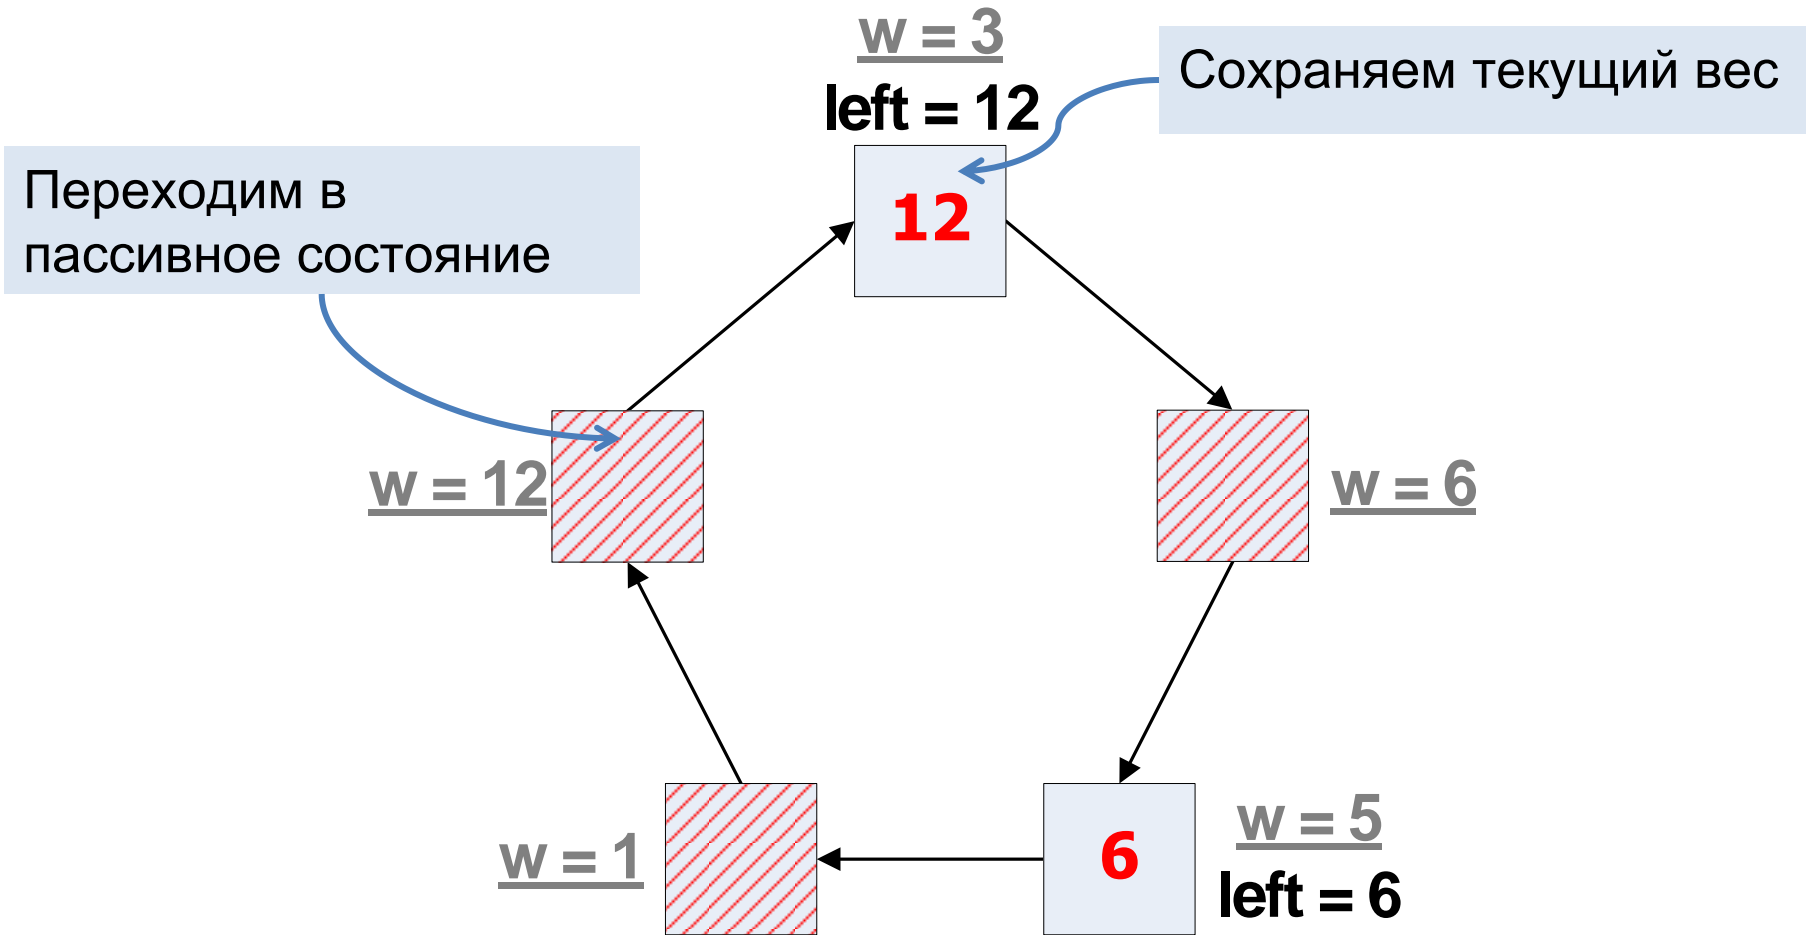 w = 3
left = 12
Сохраняем текущий вес
Переходим в
пассивное состояние
12
w = 12
w = 6
w = 1
6
w = 5
left = 6